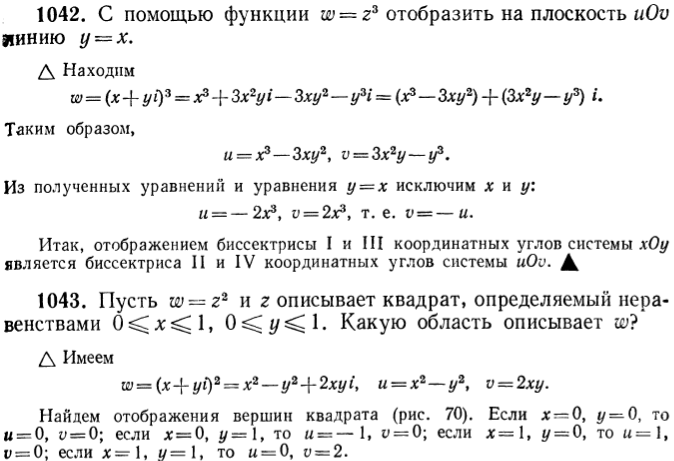 1042. С помощью функции w = z³ отобразить на плоскость uOv
линию y = x.
△ Находим
w = (x + yi)³ = x³ + 3x²yi — 3xy² — y³i = (x³ — 3xy²) + (3x²y — y³) i.
Таким образом,
u = x³ — 3xy², v = 3x²y — y³.
Из полученных уравнений и уравнения y = x исключим x и y:
u = — 2x³, v = 2x³, т. е. v = — u.
Итак, отображением биссектрисы I и III координатных углов системы xOy
является биссектриса II и IV координатных углов системы uOv. ▲
1043. Пусть w = z² и z описывает квадрат, определяемый нера-
венствами 0 ⩽ x ⩽ 1, 0 ⩽ y ⩽ 1. Какую область описывает w?
△ Имеем
w = (x + yi)² = x² — y² + 2xyi, u = x² — y², v = 2xy.
Найдем отображения вершин квадрата (рис. 70). Если x = 0, y = 0, то
u = 0, v = 0; если x = 0, y = 1, то u = — 1, v = 0; если x = 1, y = 0, то u = 1,
v = 0; если x = 1, y = 1, то u = 0, v = 2.